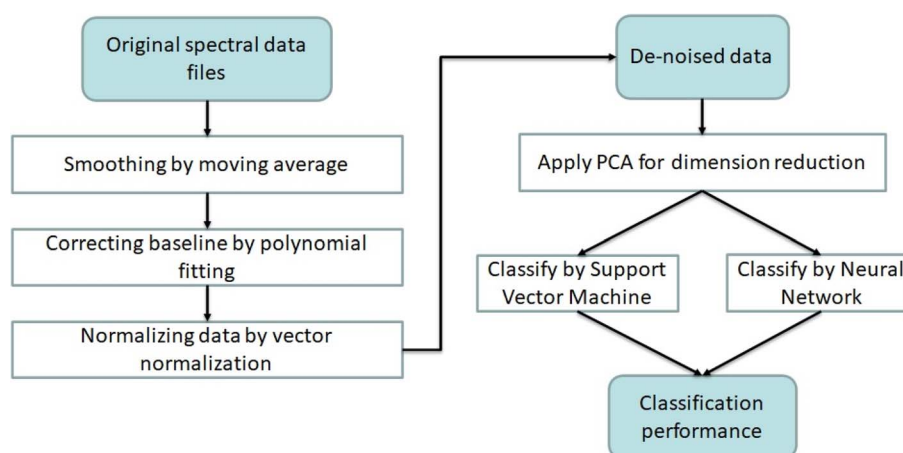 Original spectral data
files
Smoothing by moving average
Correcting baseline by polynomial
fitting
Normalizing data by vector
normalization
De-noised data
Apply PCA for dimension reduction
Classify by Support
Vector Machine
Classify by Neural
Network
Classification
performance